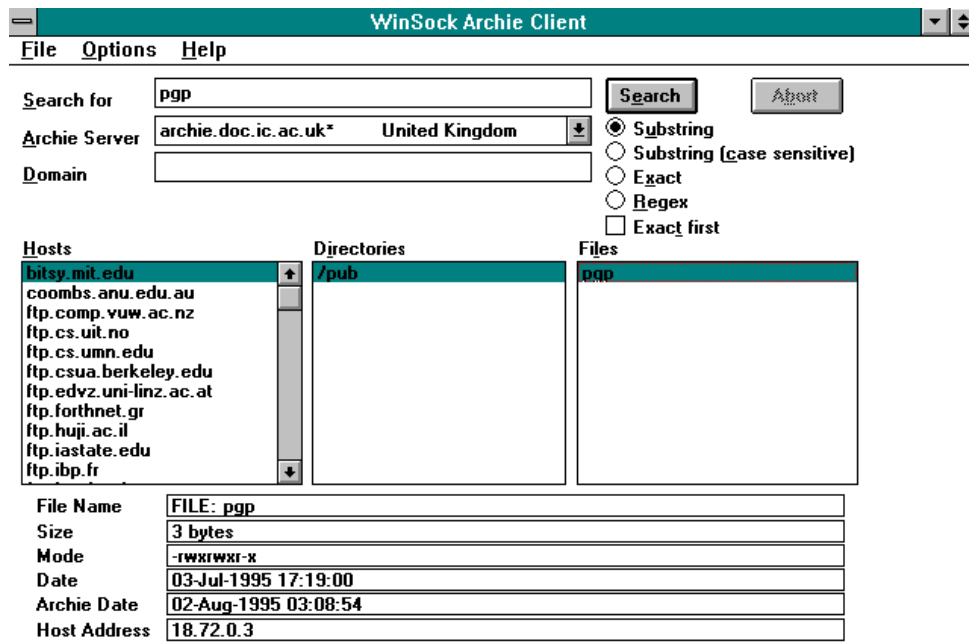 WinSock Archie Client
File Options Help
Search for pgp Search Abort
Archie Server archie.doc.ic.ac.uk* United Kingdom
Domain
Substring
Substring (case sensitive)
Exact
Regex
Exact first
Hosts Directories Files
bitsy.mit.edu /pub pgp
coombs.anu.edu.au
ftp.comp.vuw.ac.nz
ftp.cs.uit.no
ftp.cs.umn.edu
ftp.csua.berkeley.edu
ftp.edvz.uni-linz.ac.at
ftp.forthnet.gr
ftp.huji.ac.il
ftp.iastate.edu
ftp.ibp.fr
File Name FILE: pgp
Size 3 bytes
Mode -rwxrwxr-x
Date 03-Jul-1995 17:19:00
Archie Date 02-Aug-1995 03:08:54
Host Address 18.72.0.3